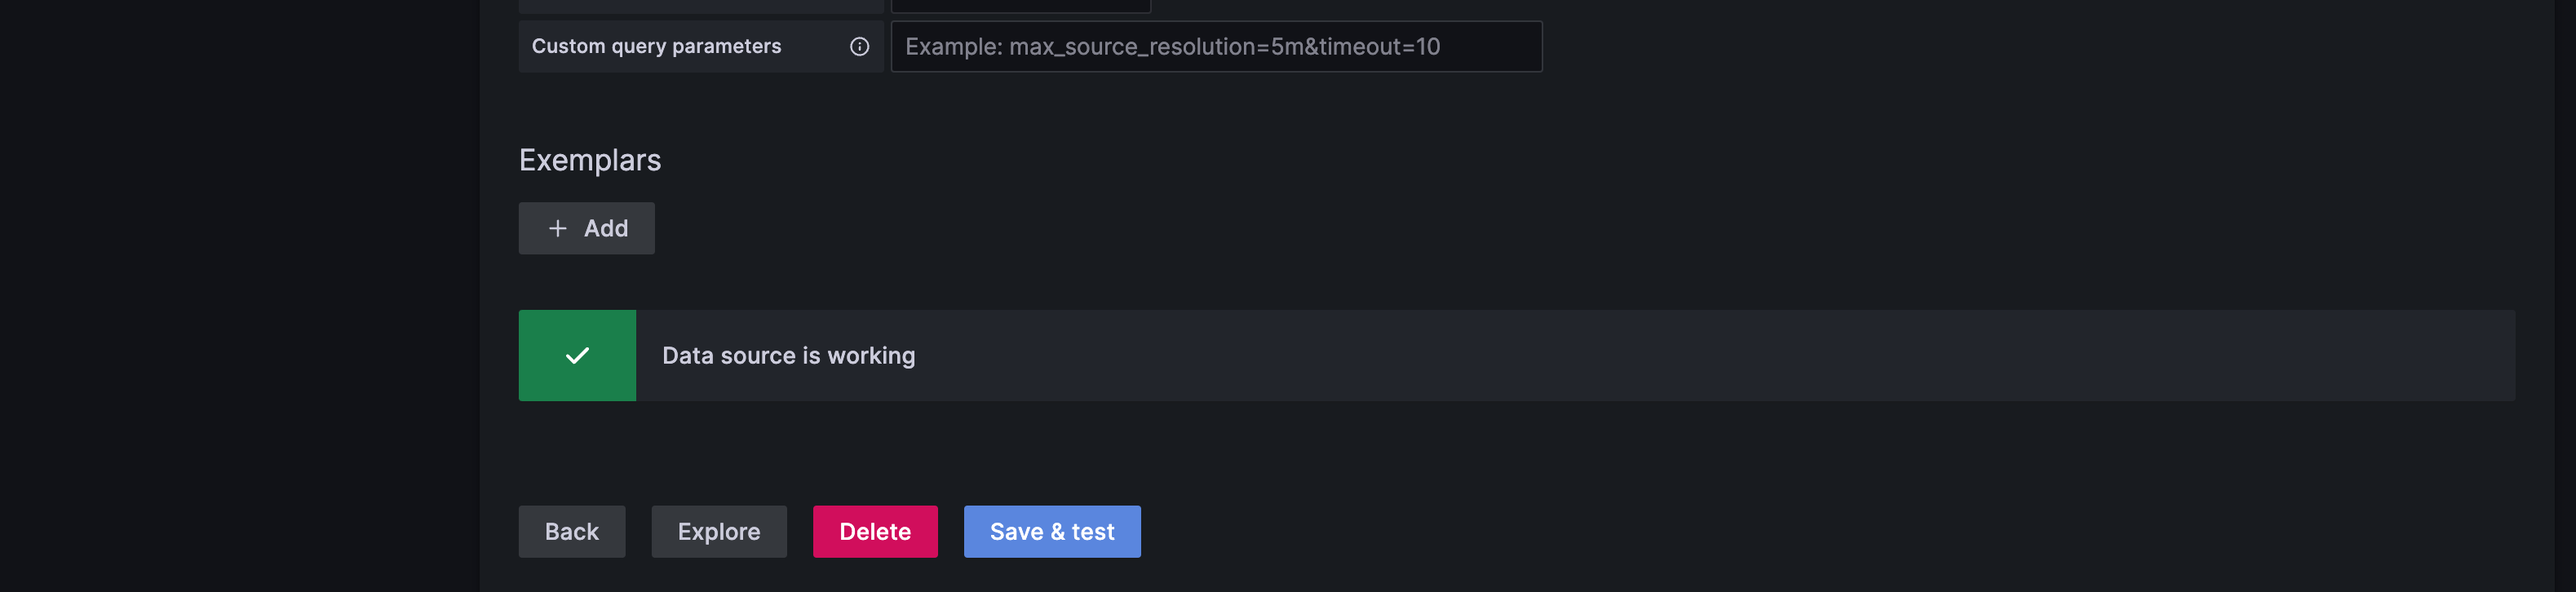 Custom query parameters
Example: max_source_resolution=5m&timeout=10
Exemplars
+ Add
Data source is working
Back
Explore
Delete
Save & test